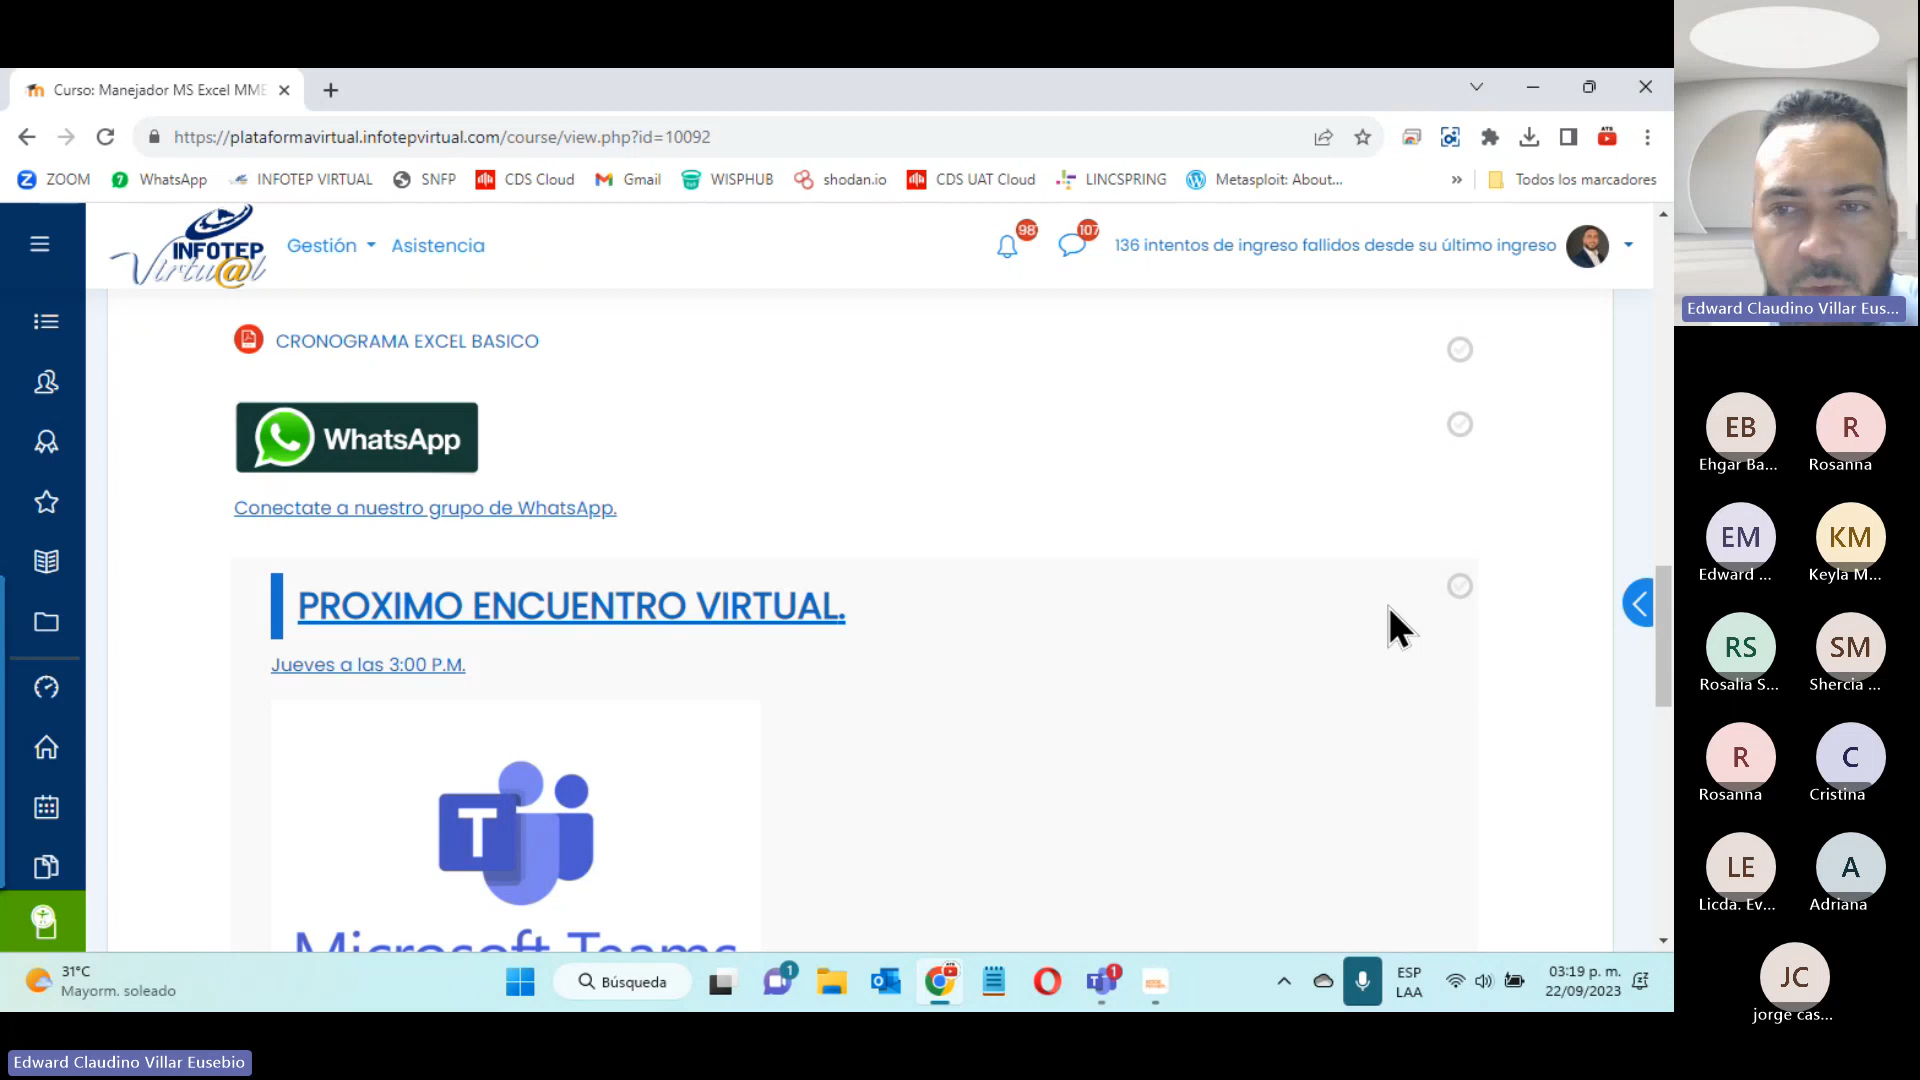 Curso: Manejador MS Excel MME
https://plataformavirtual.infotepvirtual.com/course/view.php?id=10092
ZOOM
WhatsApp
INFOTEP VIRTUAL
SNFP
CDS Cloud
Gmail
WISPHUB
shodan.io
CDS UAT Cloud
LINCSPRING
Metasploit: About...
»
Todos los marcadores
INFOTEP
Virtu@l
Gestión
Asistencia
98
107
136 intentos de ingreso fallidos desde su último ingreso
CRONOGRAMA EXCEL BASICO
WhatsApp
Conectate a nuestro grupo de WhatsApp.
PROXIMO ENCUENTRO VIRTUAL.
Jueves a las 3:00 P.M.
T
Microsoft Teams
31°C
Mayorm. soleado
Búsqueda
1
1
ESP
LAA
03:19 p. m.
22/09/2023
Edward Claudino Villar Eus...
EB
Ehgar Ba...
R
Rosanna
EM
Edward ...
KM
Keyla M...
RS
Rosalia S...
SM
Shercia ...
R
Rosanna
C
Cristina
LE
Licda. Ev...
A
Adriana
JC
jorge cas...
Edward Claudino Villar Eusebio